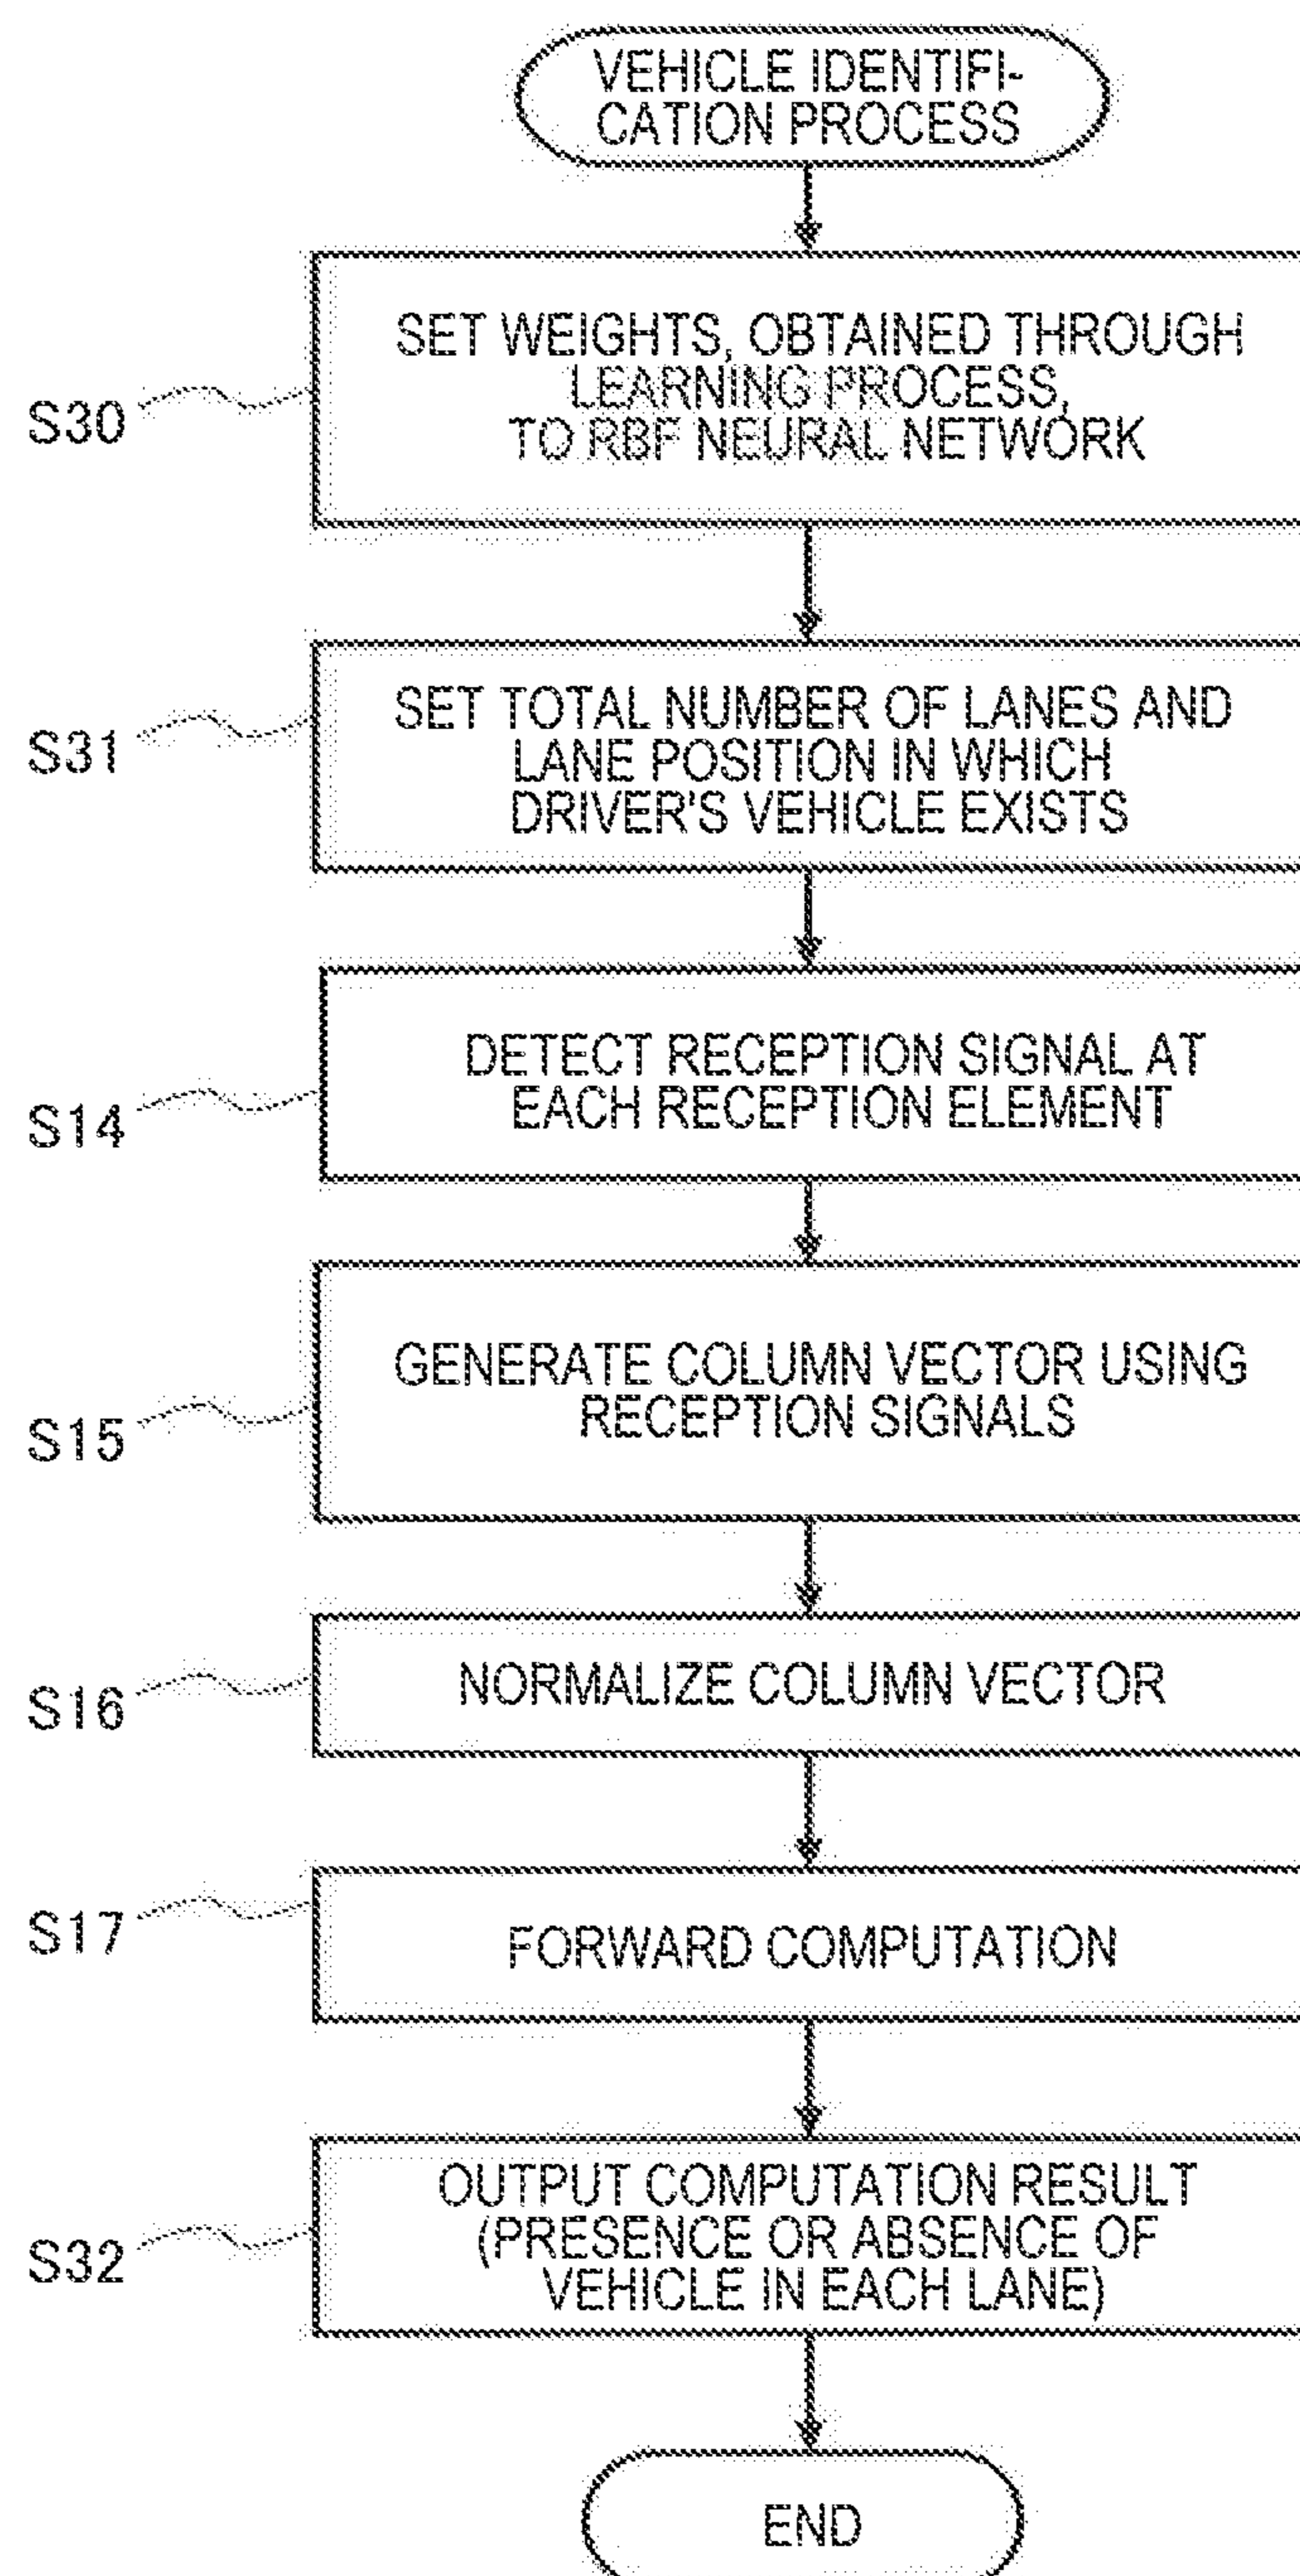 VEHICLE IDENTIFI-
CATION PROCESS
SET WEIGHTS, OBTAINED THROUGH
LEARNING PROCESS,
TO RBF NEURAL NETWORK
S30
SET TOTAL NUMBER OF LANES AND
LANE POSITION IN WHICH
DRIVER'S VEHICLE EXISTS
S31
DETECT RECEPTION SIGNAL AT
EACH RECEPTION ELEMENT
S14
GENERATE COLUMN VECTOR USING
RECEPTION SIGNALS
S15
NORMALIZE COLUMN VECTOR
S16
FORWARD COMPUTATION
S17
OUTPUT COMPUTATION RESULT
(PRESENCE OR ABSENCE OF
VEHICLE IN EACH LANE)
S32
END